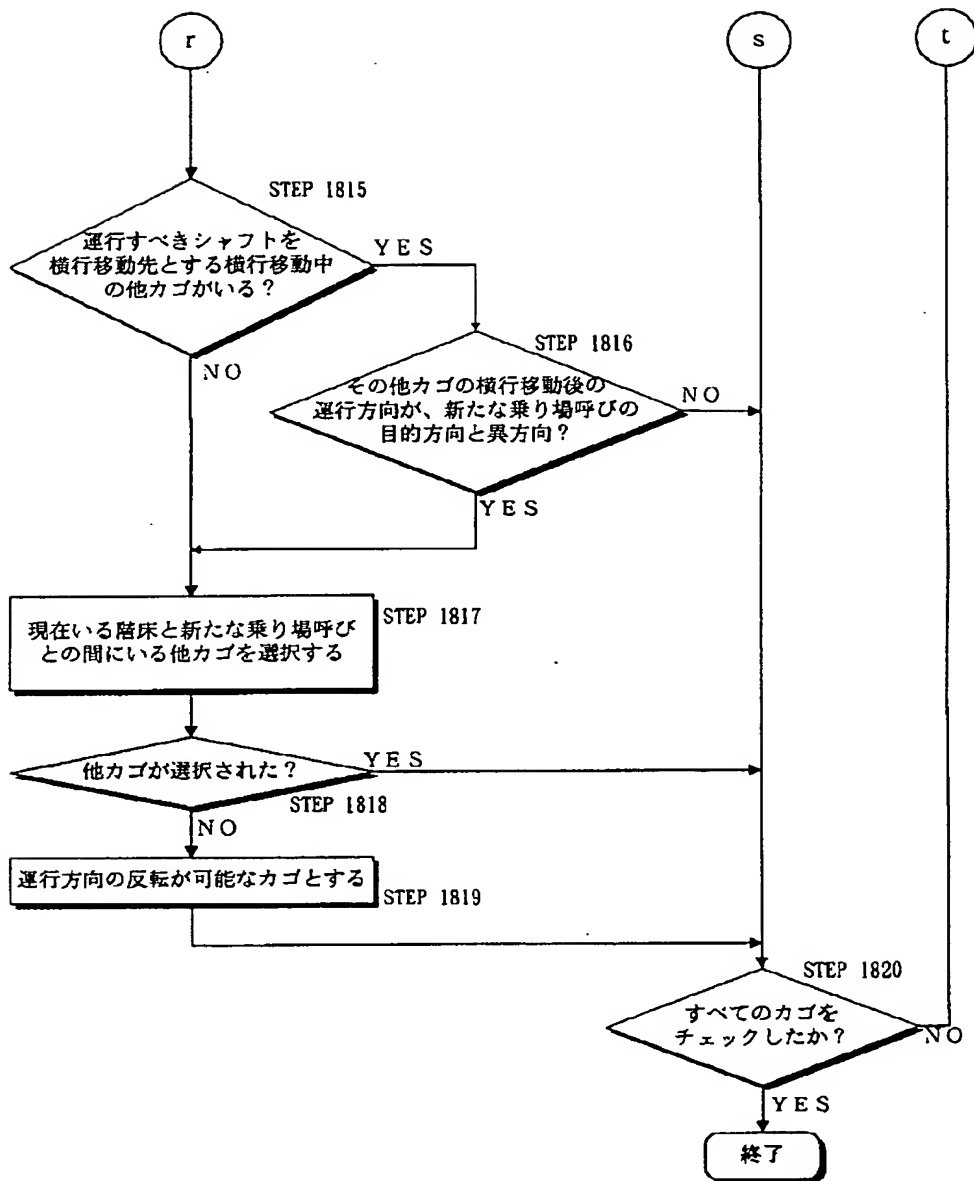 r
s
t
STEP 1815
運行すべきシャフトを
横行移動先とする横行移動中
の他カゴがいる？
YES
NO
STEP 1816
その他カゴの横行移動後の
運行方向が、新たな乗り場呼びの
目的方向と異方向？
NO
YES
STEP 1817
現在いる階床と新たな乗り場呼び
との間にいる他カゴを選択する
他カゴが選択された？
YES
STEP 1818
NO
運行方向の反転が可能なカゴとする
STEP 1819
STEP 1820
すべてのカゴを
チェックしたか？
NO
YES
終了